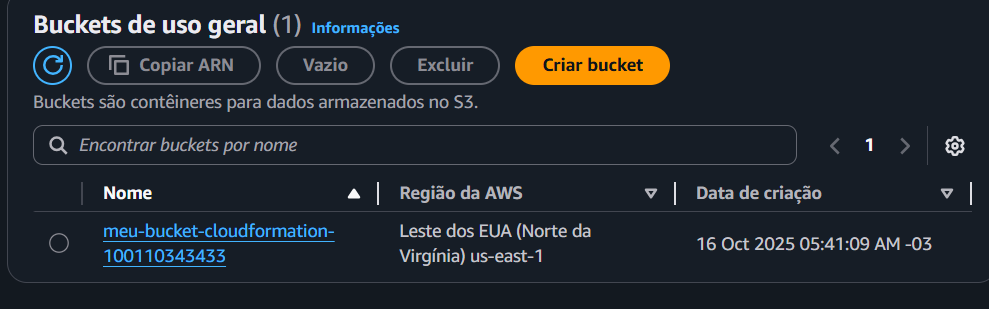 Buckets de uso geral (1) Informações
Copiar ARN Vazio Excluir Criar bucket
Buckets são contêineres para dados armazenados no S3.
Encontrar buckets por nome 1
Nome Região da AWS Data de criação
meu-bucket-cloudformation-
100110343433
Leste dos EUA (Norte da
Virgínia) us-east-1
16 Oct 2025 05:41:09 AM -03